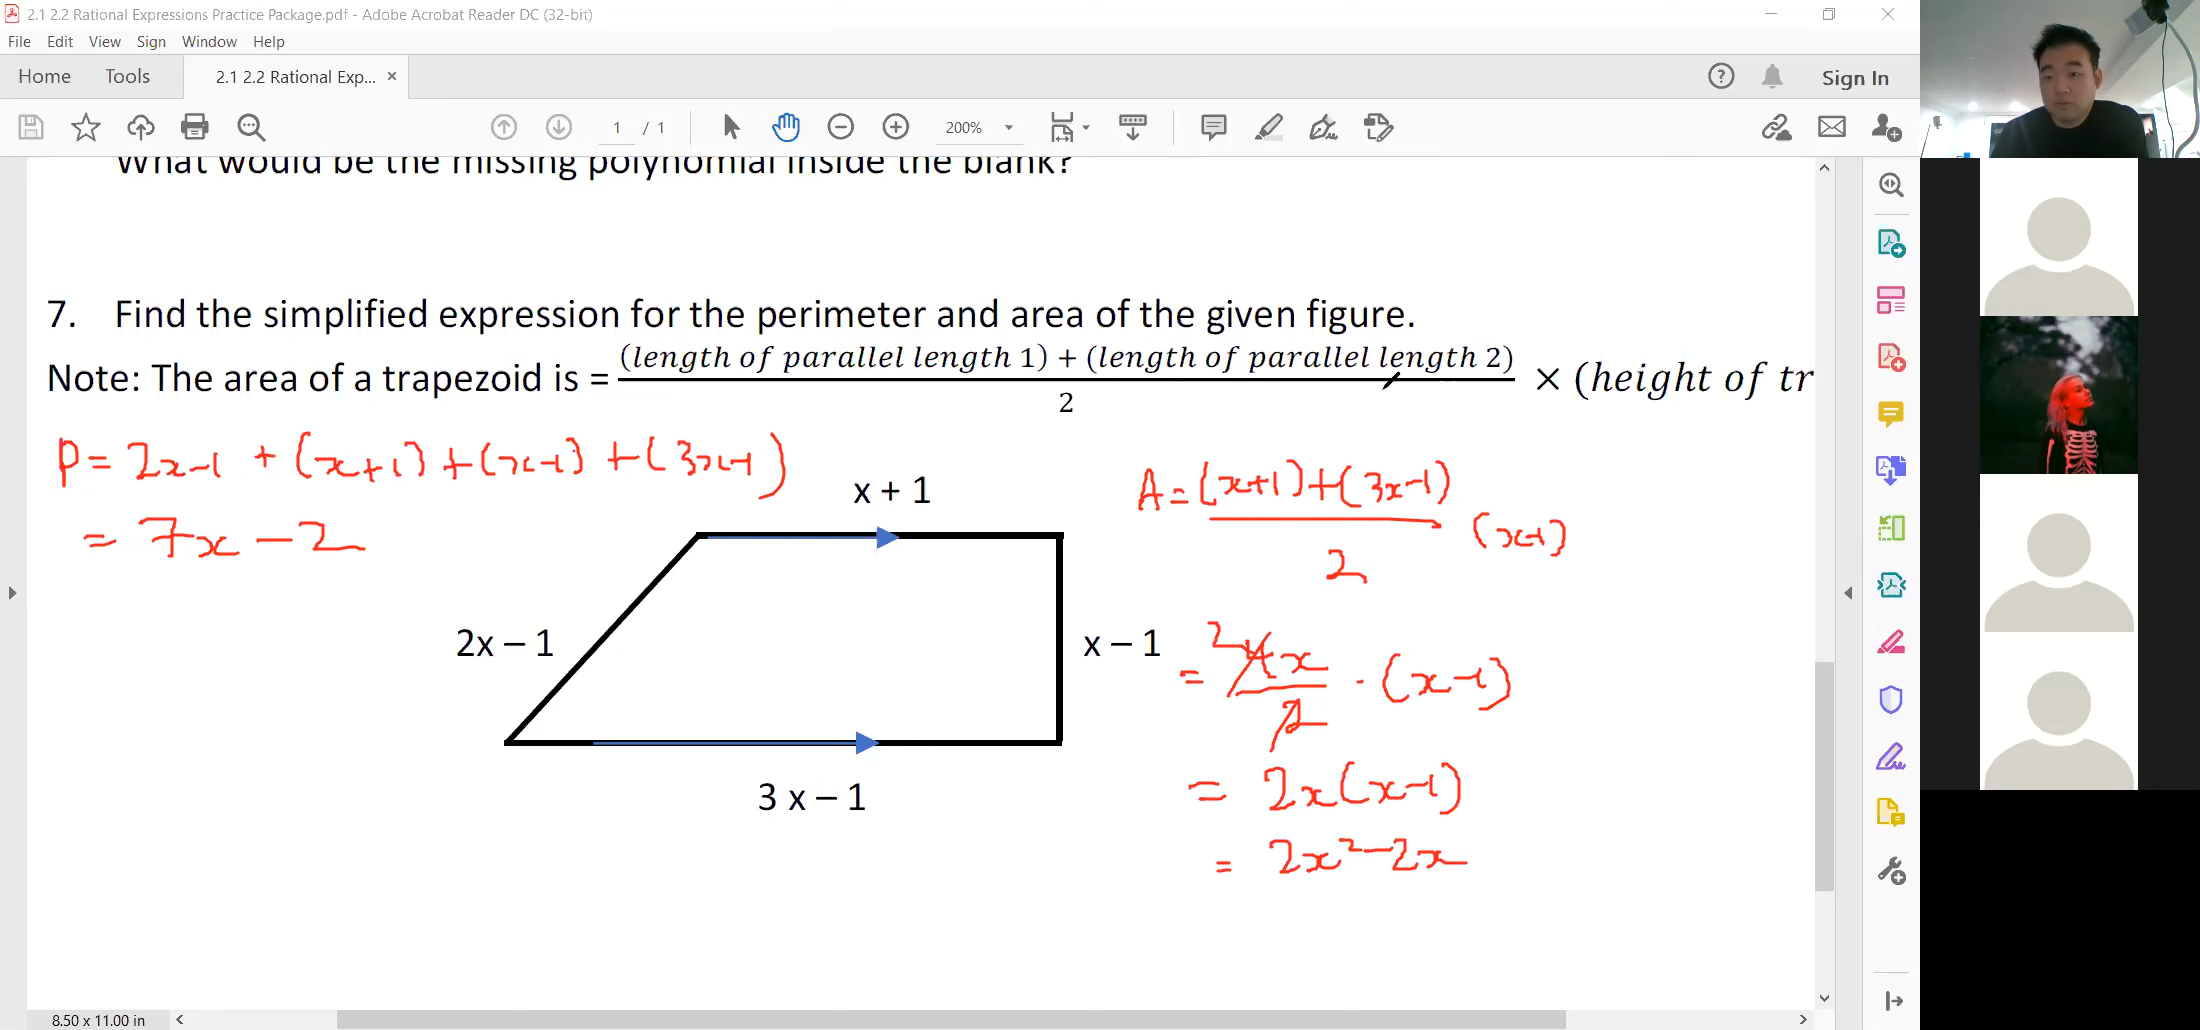 2.1 2.2 Rational Expressions Practice Package.pdf - Adobe Acrobat Reader DC (32-bit)
File Edit View Sign Window Help
Home Tools 2.1 2.2 Rational Exp... × Sign In
1 / 1 200%
What would be the missing polynomial inside the blank?
7. Find the simplified expression for the perimeter and area of the given figure.
Note: The area of a trapezoid is = (length of parallel length 1) + (length of parallel length 2) / 2 × (height of tr
P = 2x-1 + (x+1) + (x-1) + (3x-1)
= 7x - 2
x + 1
2x – 1
x – 1
3 x – 1
A = (x+1)+(3x-1) / 2 (x-1)
= 2 4x / 2 · (x-1)
= 2x(x-1)
= 2x² - 2x
8.50 x 11.00 in